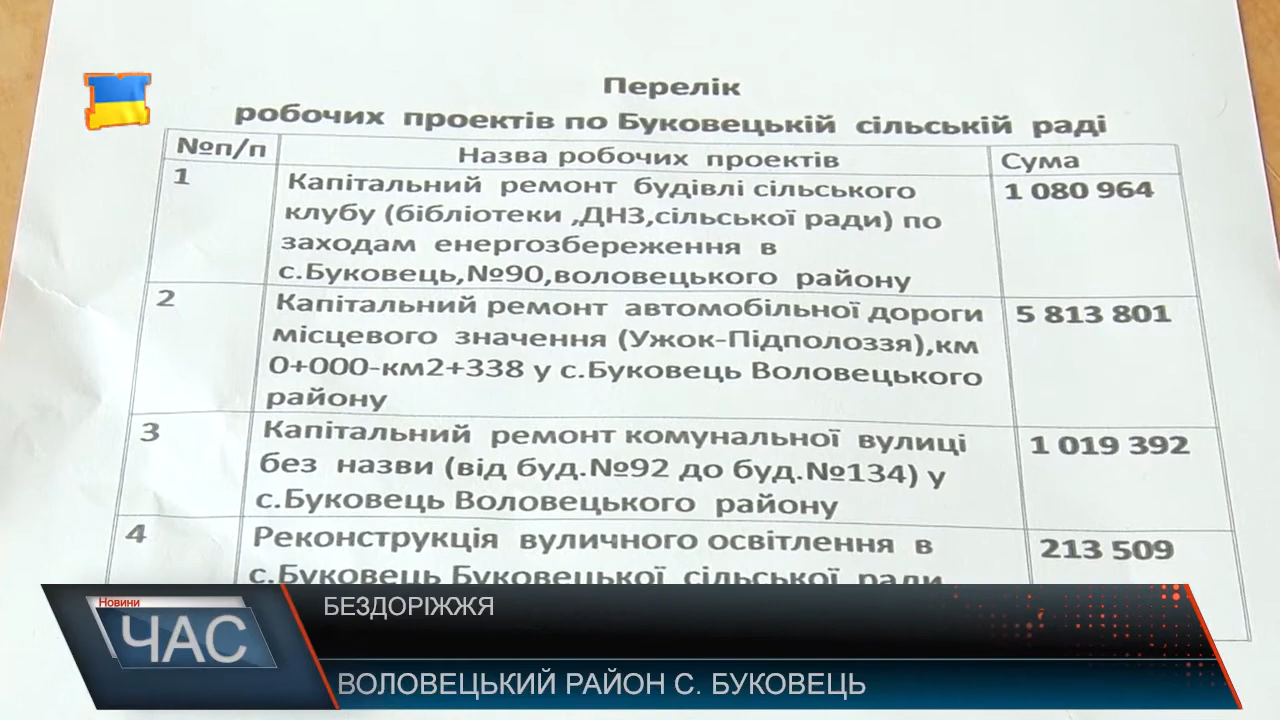 Перелік
робочих проектів по Буковецькій сільській раді
№п/п Назва робочих проектів Сума
1 Капітальний ремонт будівлі сільського 1 080 964
клубу (бібліотеки ,ДНЗ,сільської ради) по
заходам енергозбереження в
с.Буковець,№90,воловецького району
2 Капітальний ремонт автомобільної дороги 5 813 801
місцевого значення (Ужок-Підполоззя),км
0+000-км2+338 у с.Буковець Воловецького
району
3 Капітальний ремонт комунальної вулиці 1 019 392
без назви (від буд.№92 до буд.№134) у
с.Буковець Воловецького району
4 Реконструкція вуличного освітлення в 213 509
с.Буковець Буковецької сільської ради
Новини
ЧАС
БЕЗДОРІЖЖЯ
ВОЛОВЕЦЬКИЙ РАЙОН С. БУКОВЕЦЬ